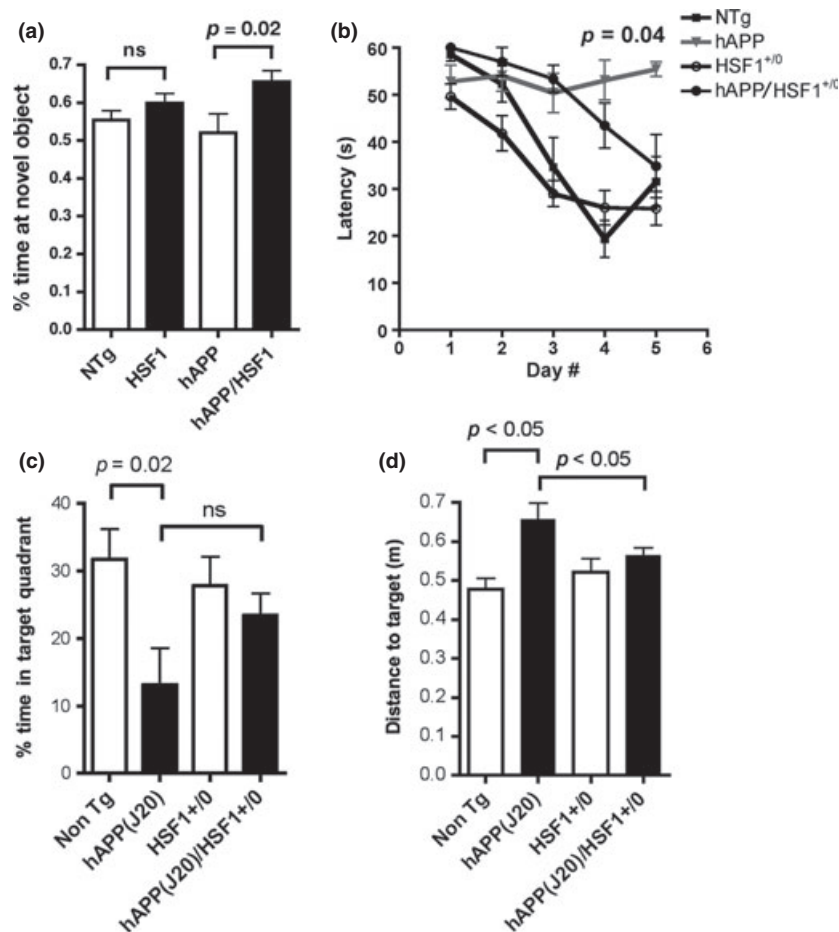 (a)
ns
p = 0.02
% time at novel object
0.7
0.6
0.5
0.4
0.3
0.2
0.1
0.0
NTg
HSF1
hAPP
hAPP/HSF1
(b)
p = 0.04
NTg
hAPP
HSF1+/0
hAPP/HSF1+/0
Latency (s)
60
50
40
30
20
10
0
0 1 2 3 4 5 6
Day #
(c)
p = 0.02
ns
% time in target quadrant
40
30
20
10
0
Non Tg
hAPP(J20)
HSF1+/0
hAPP(J20)/HSF1+/0
(d)
p < 0.05
p < 0.05
Distance to target (m)
0.7
0.6
0.5
0.4
0.3
0.2
0.1
0.0
Non Tg
hAPP(J20)
HSF1+/0
hAPP(J20)/HSF1+/0